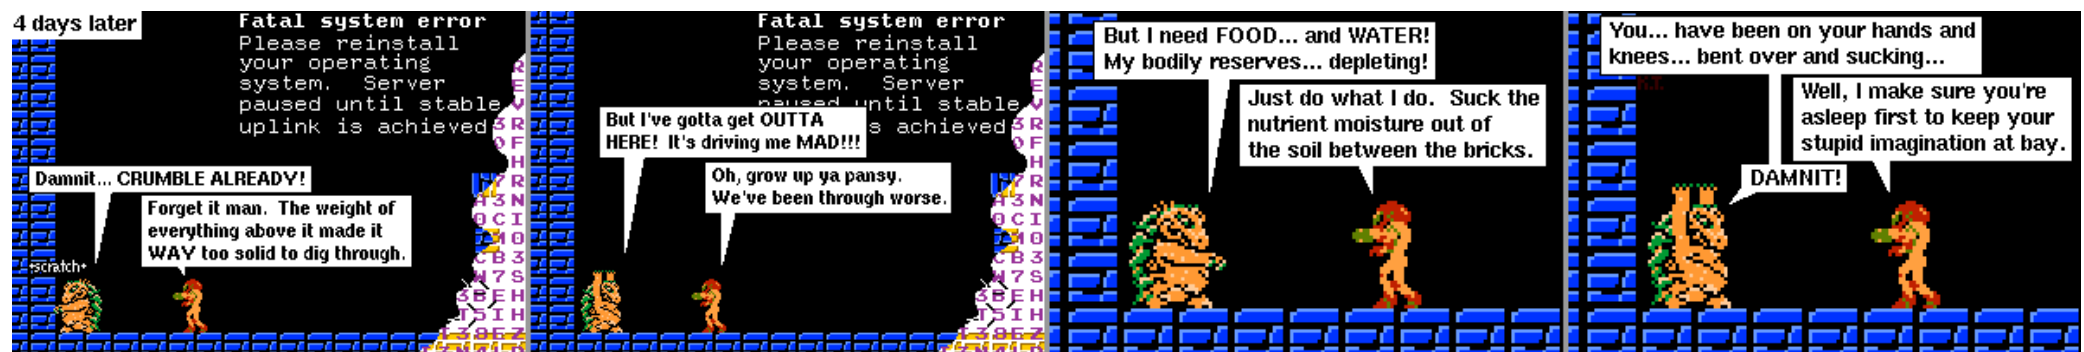 4 days later
Fatal system error
Please reinstall
your operating
system.  Server
paused until stable
uplink is achieved
Damnit... CRUMBLE ALREADY!
Forget it man.  The weight of
everything above it made it
WAY too solid to dig through.
*scratch*
Fatal system error
Please reinstall
your operating
system.  Server
paused until stable
s achieved
But I've gotta get OUTTA
HERE!  It's driving me MAD!!!
Oh, grow up ya pansy.
We've been through worse.
But I need FOOD... and WATER!
My bodily reserves... depleting!
Just do what I do.  Suck the
nutrient moisture out of
the soil between the bricks.
You... have been on your hands and
knees... bent over and sucking...
Well, I make sure you're
asleep first to keep your
stupid imagination at bay.
DAMNIT!